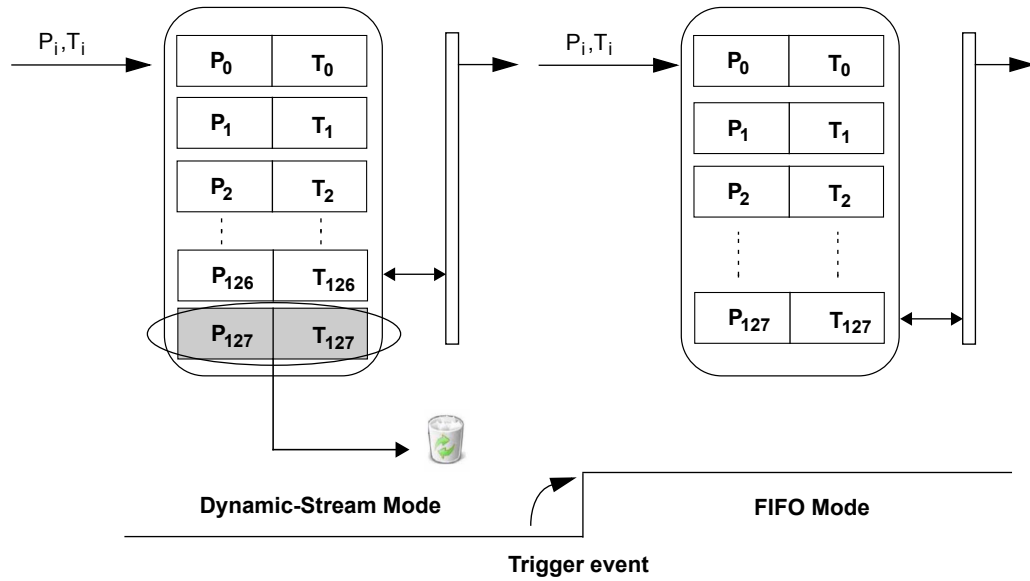 P_i,T_i
P_0 T_0
P_1 T_1
P_2 T_2
P_126 T_126
P_127 T_127
P_i,T_i
P_0 T_0
P_1 T_1
P_2 T_2
P_127 T_127
Dynamic-Stream Mode
FIFO Mode
Trigger event